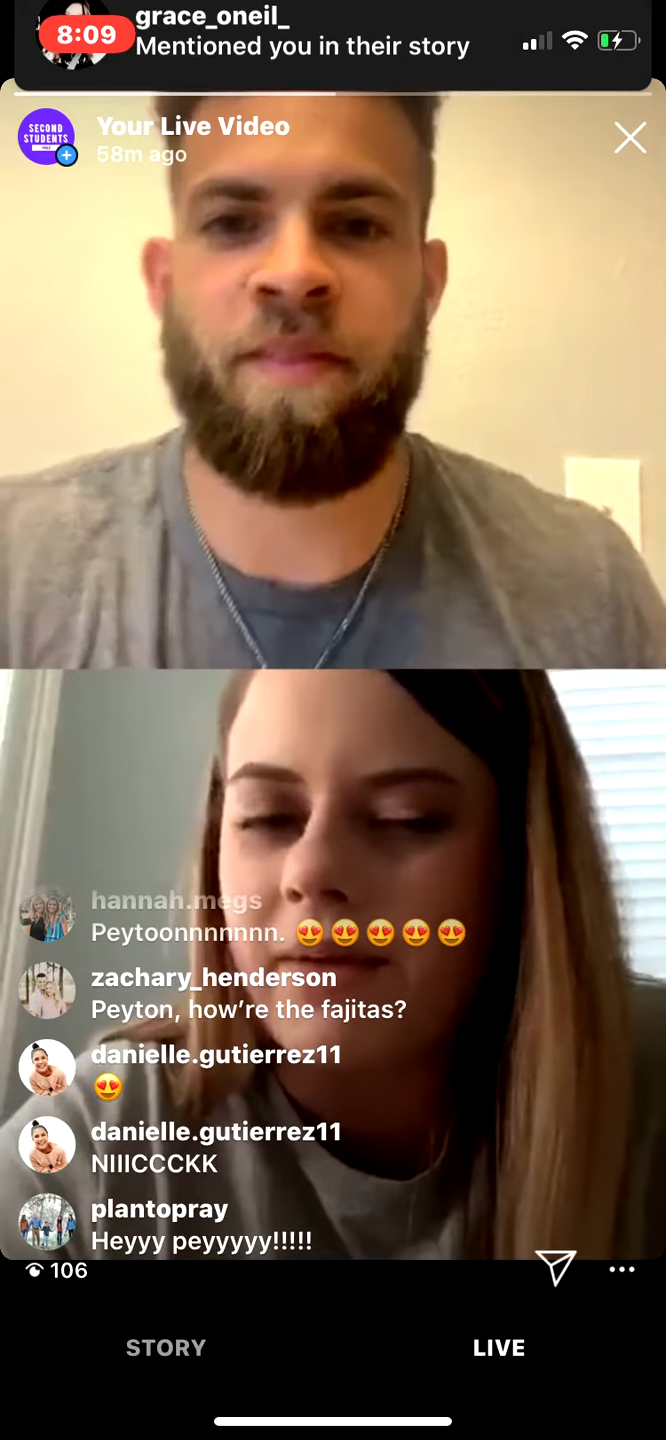 grace_oneil_
8:09
Mentioned you in their story
SECOND
STUDENTS
Your Live Video
58m ago
hannah.megs
Peytoonnnnnnn. 😍😍😍😍😍
zachary_henderson
Peyton, how’re the fajitas?
danielle.gutierrez11
😍
danielle.gutierrez11
NIIICCCKK
plantopray
Heyyy peyyyyy!!!!!
106
STORY
LIVE